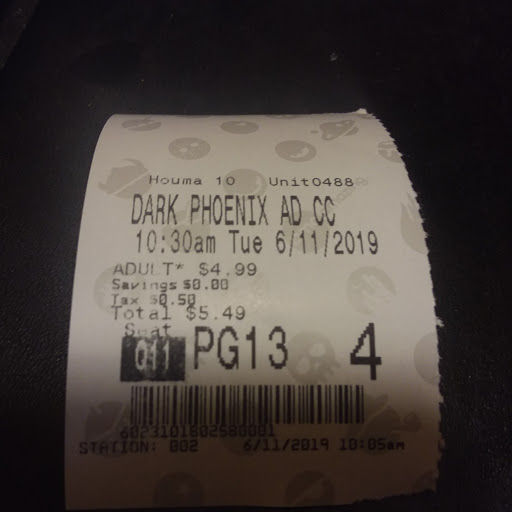 Houma 10 Unit0488
DARK PHOENIX AD CC
10:30am Tue 6/11/2019
ADULT* $4.99
Savings $0.00
Tax $0.50
Total $5.49
Seat
PG13 4
6023101802580001
STATION: 002 6/11/2019 10:05am